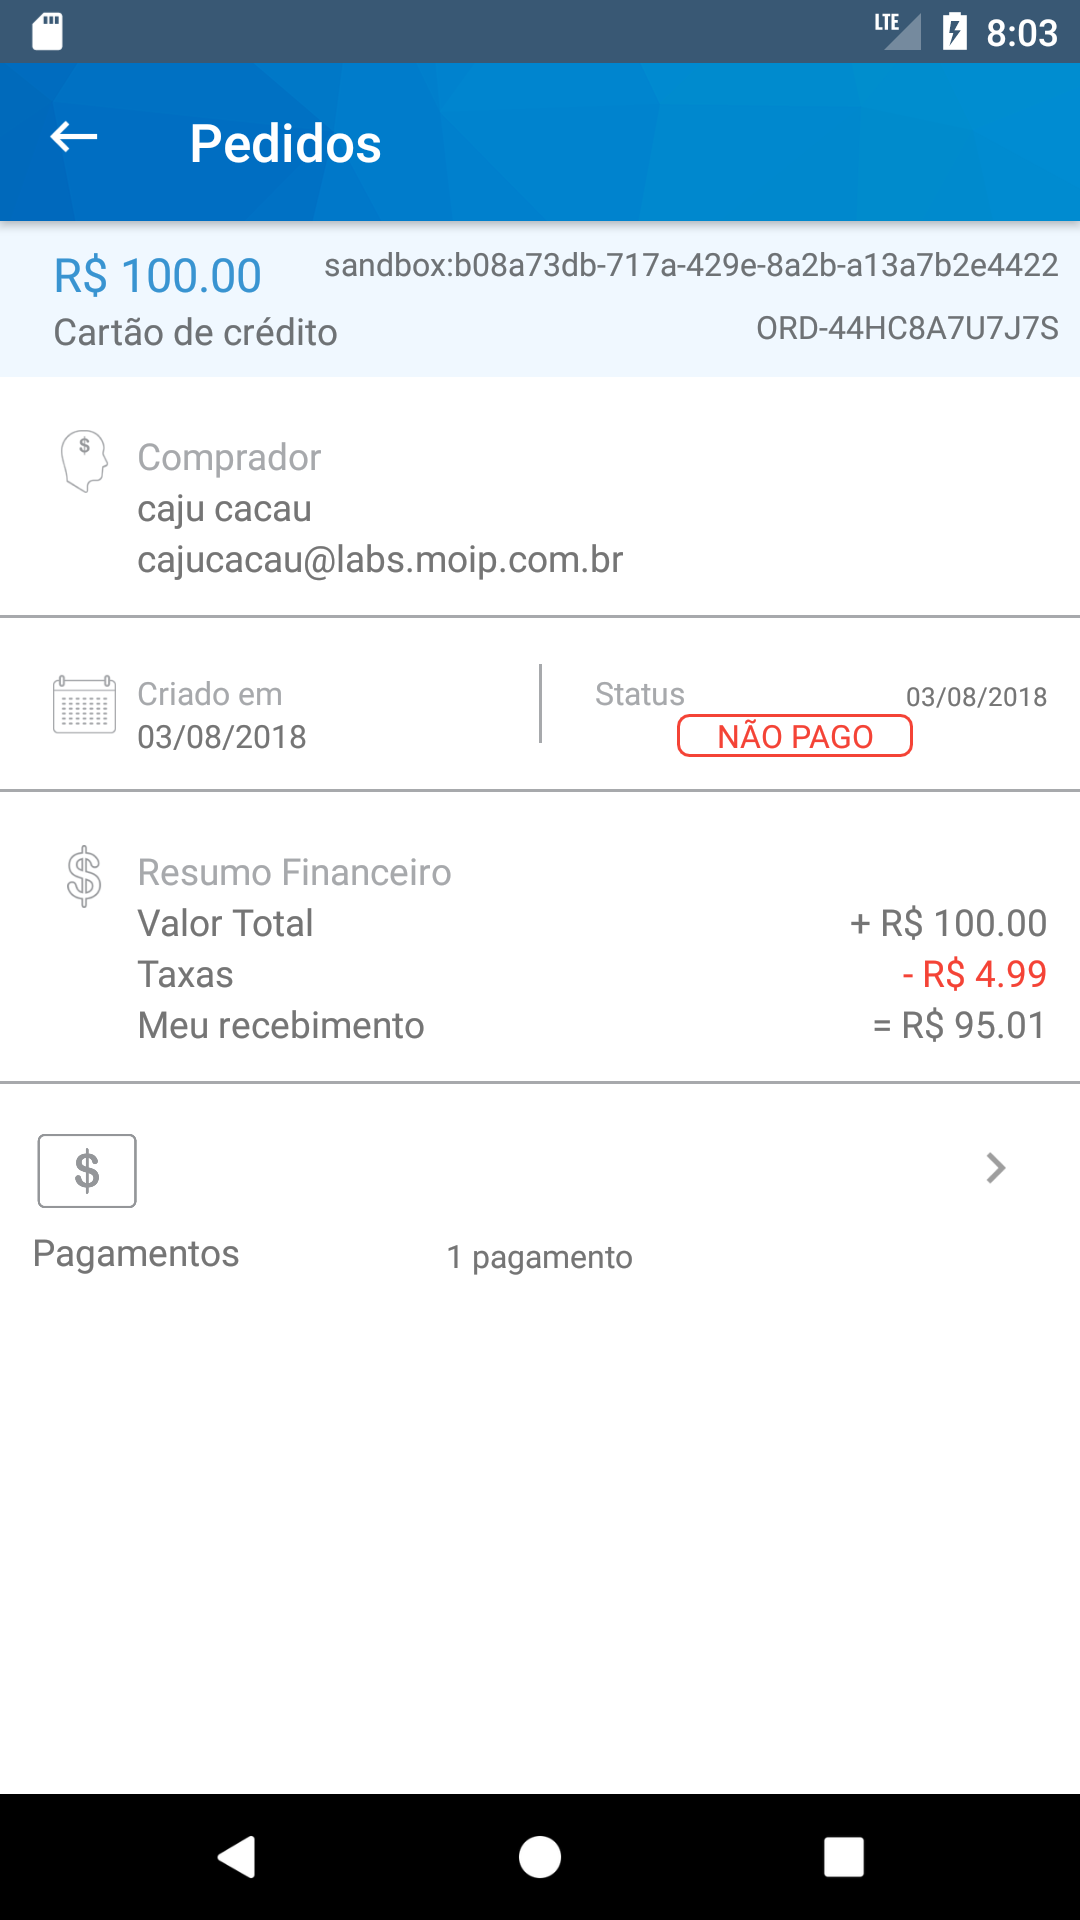 LTE 8:03
Pedidos
R$ 100.00 sandbox:b08a73db-717a-429e-8a2b-a13a7b2e4422
Cartão de crédito ORD-44HC8A7U7J7S
$ Comprador
caju cacau
cajucacau@labs.moip.com.br
Criado em Status 03/08/2018
03/08/2018 NÃO PAGO
$ Resumo Financeiro
Valor Total + R$ 100.00
Taxas - R$ 4.99
Meu recebimento = R$ 95.01
$
Pagamentos 1 pagamento